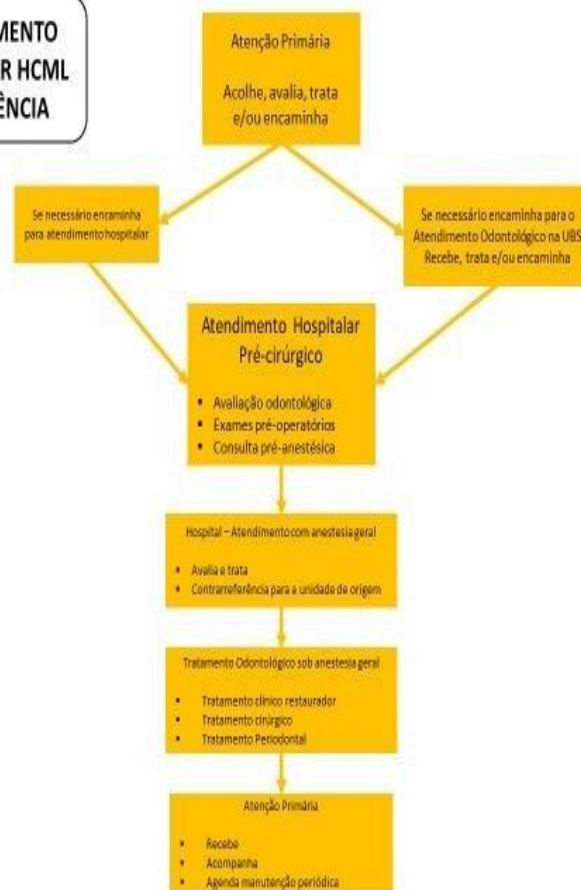 MENTO
R HCML
ÊNCIA
Atenção Primária
Acolhe, avalia, trata
e/ou encaminha
Se necessário encaminha
para atendimento hospitalar
Se necessário encaminha para o
Atendimento Odontológico na UBS
Recebe, trata e/ou encaminha
Atendimento Hospitalar
Pré-cirúrgico
▪ Avaliação odontológica
▪ Exames pré-operatórios
▪ Consulta pré-anestésica
Hospital – Atendimento com anestesia geral
▪ Avalia e trata
▪ Contrarreferência para a unidade de origem
Tratamento Odontológico sob anestesia geral
▪ Tratamento clínico restaurador
▪ Tratamento cirúrgico
▪ Tratamento Periodontal
Atenção Primária
▪ Recebe
▪ Acompanha
▪ Agenda manutenção periódica